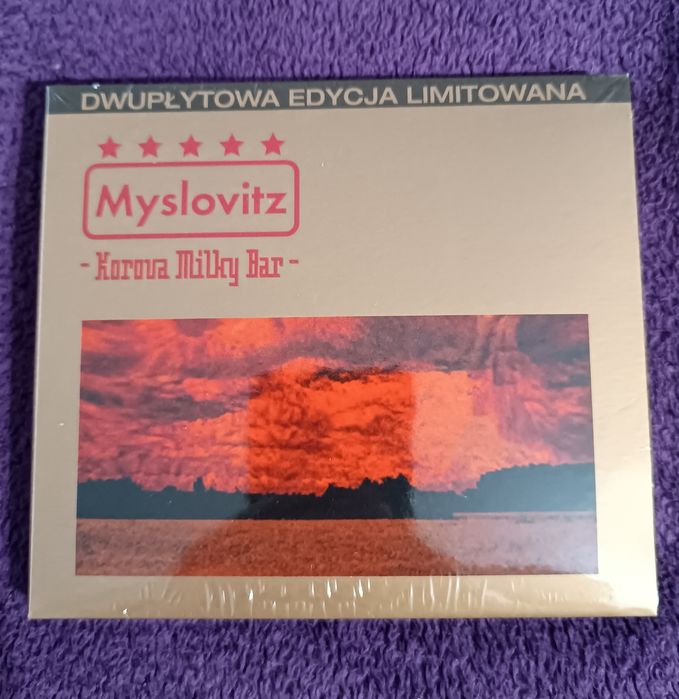 DWUPŁYTOWA EDYCJA LIMITOWANA
Myslovitz
- Korova Milky Bar -